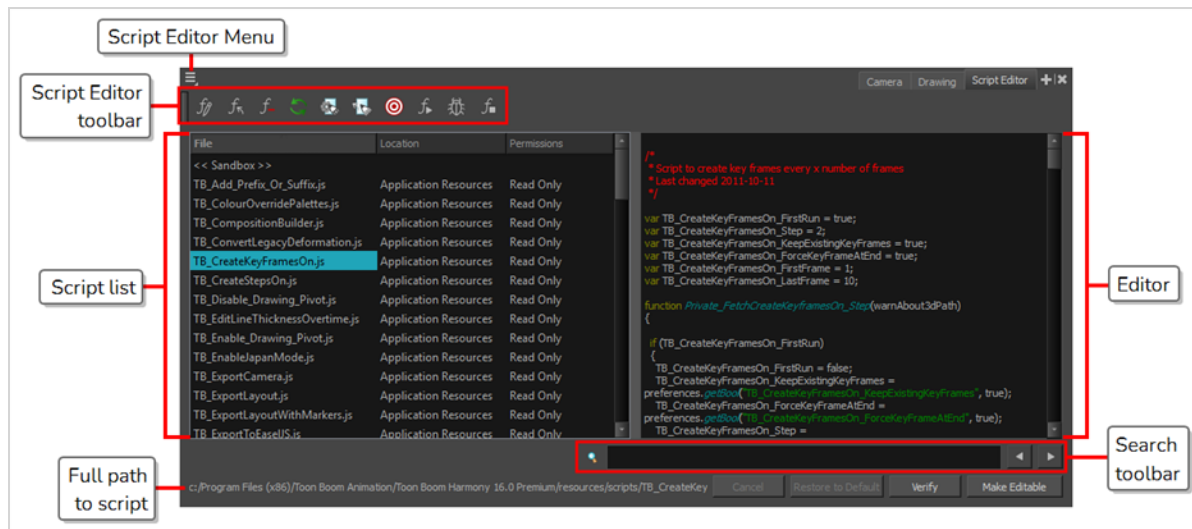 Script Editor Menu
Script Editor
toolbar
Camera Drawing Script Editor
File Location Permissions
<< Sandbox >>
TB_Add_Prefix_Or_Suffix.js Application Resources Read Only
TB_ColourOverridePalettes.js Application Resources Read Only
TB_CompositionBuilder.js Application Resources Read Only
TB_ConvertLegacyDeformation.js Application Resources Read Only
TB_CreateKeyFramesOn.js Application Resources Read Only
TB_CreateStepsOn.js Application Resources Read Only
TB_Disable_Drawing_Pivot.js Application Resources Read Only
TB_EditLineThicknessOvertime.js Application Resources Read Only
TB_Enable_Drawing_Pivot.js Application Resources Read Only
TB_EnableJapanMode.js Application Resources Read Only
TB_ExportCamera.js Application Resources Read Only
TB_ExportLayout.js Application Resources Read Only
TB_ExportLayoutWithMarkers.js Application Resources Read Only
TB_ExportToEaselJS.js Application Resources Read Only
Script list
/*
* Script to create key frames every x number of frames
* Last changed 2011-10-11
*/
var TB_CreateKeyFramesOn_FirstRun = true;
var TB_CreateKeyFramesOn_Step = 2;
var TB_CreateKeyFramesOn_KeepExistingKeyFrames = true;
var TB_CreateKeyFramesOn_ForceKeyFrameAtEnd = true;
var TB_CreateKeyFramesOn_FirstFrame = 1;
var TB_CreateKeyFramesOn_LastFrame = 10;
function Private_FetchCreateKeyframesOn_Step(warnAbout3dPath)
{
if (TB_CreateKeyFramesOn_FirstRun)
{
TB_CreateKeyFramesOn_FirstRun = false;
TB_CreateKeyFramesOn_KeepExistingKeyFrames =
preferences.getBool("TB_CreateKeyFramesOn_KeepExistingKeyFrames", true);
TB_CreateKeyFramesOn_ForceKeyFrameAtEnd =
preferences.getBool("TB_CreateKeyFramesOn_ForceKeyFrameAtEnd", true);
TB_CreateKeyFramesOn_Step =
Editor
Search
toolbar
Full path
to script
c:/Program Files (x86)/Toon Boom Animation/Toon Boom Harmony 16.0 Premium/resources/scripts/TB_CreateKey
Cancel Restore to Default Verify Make Editable